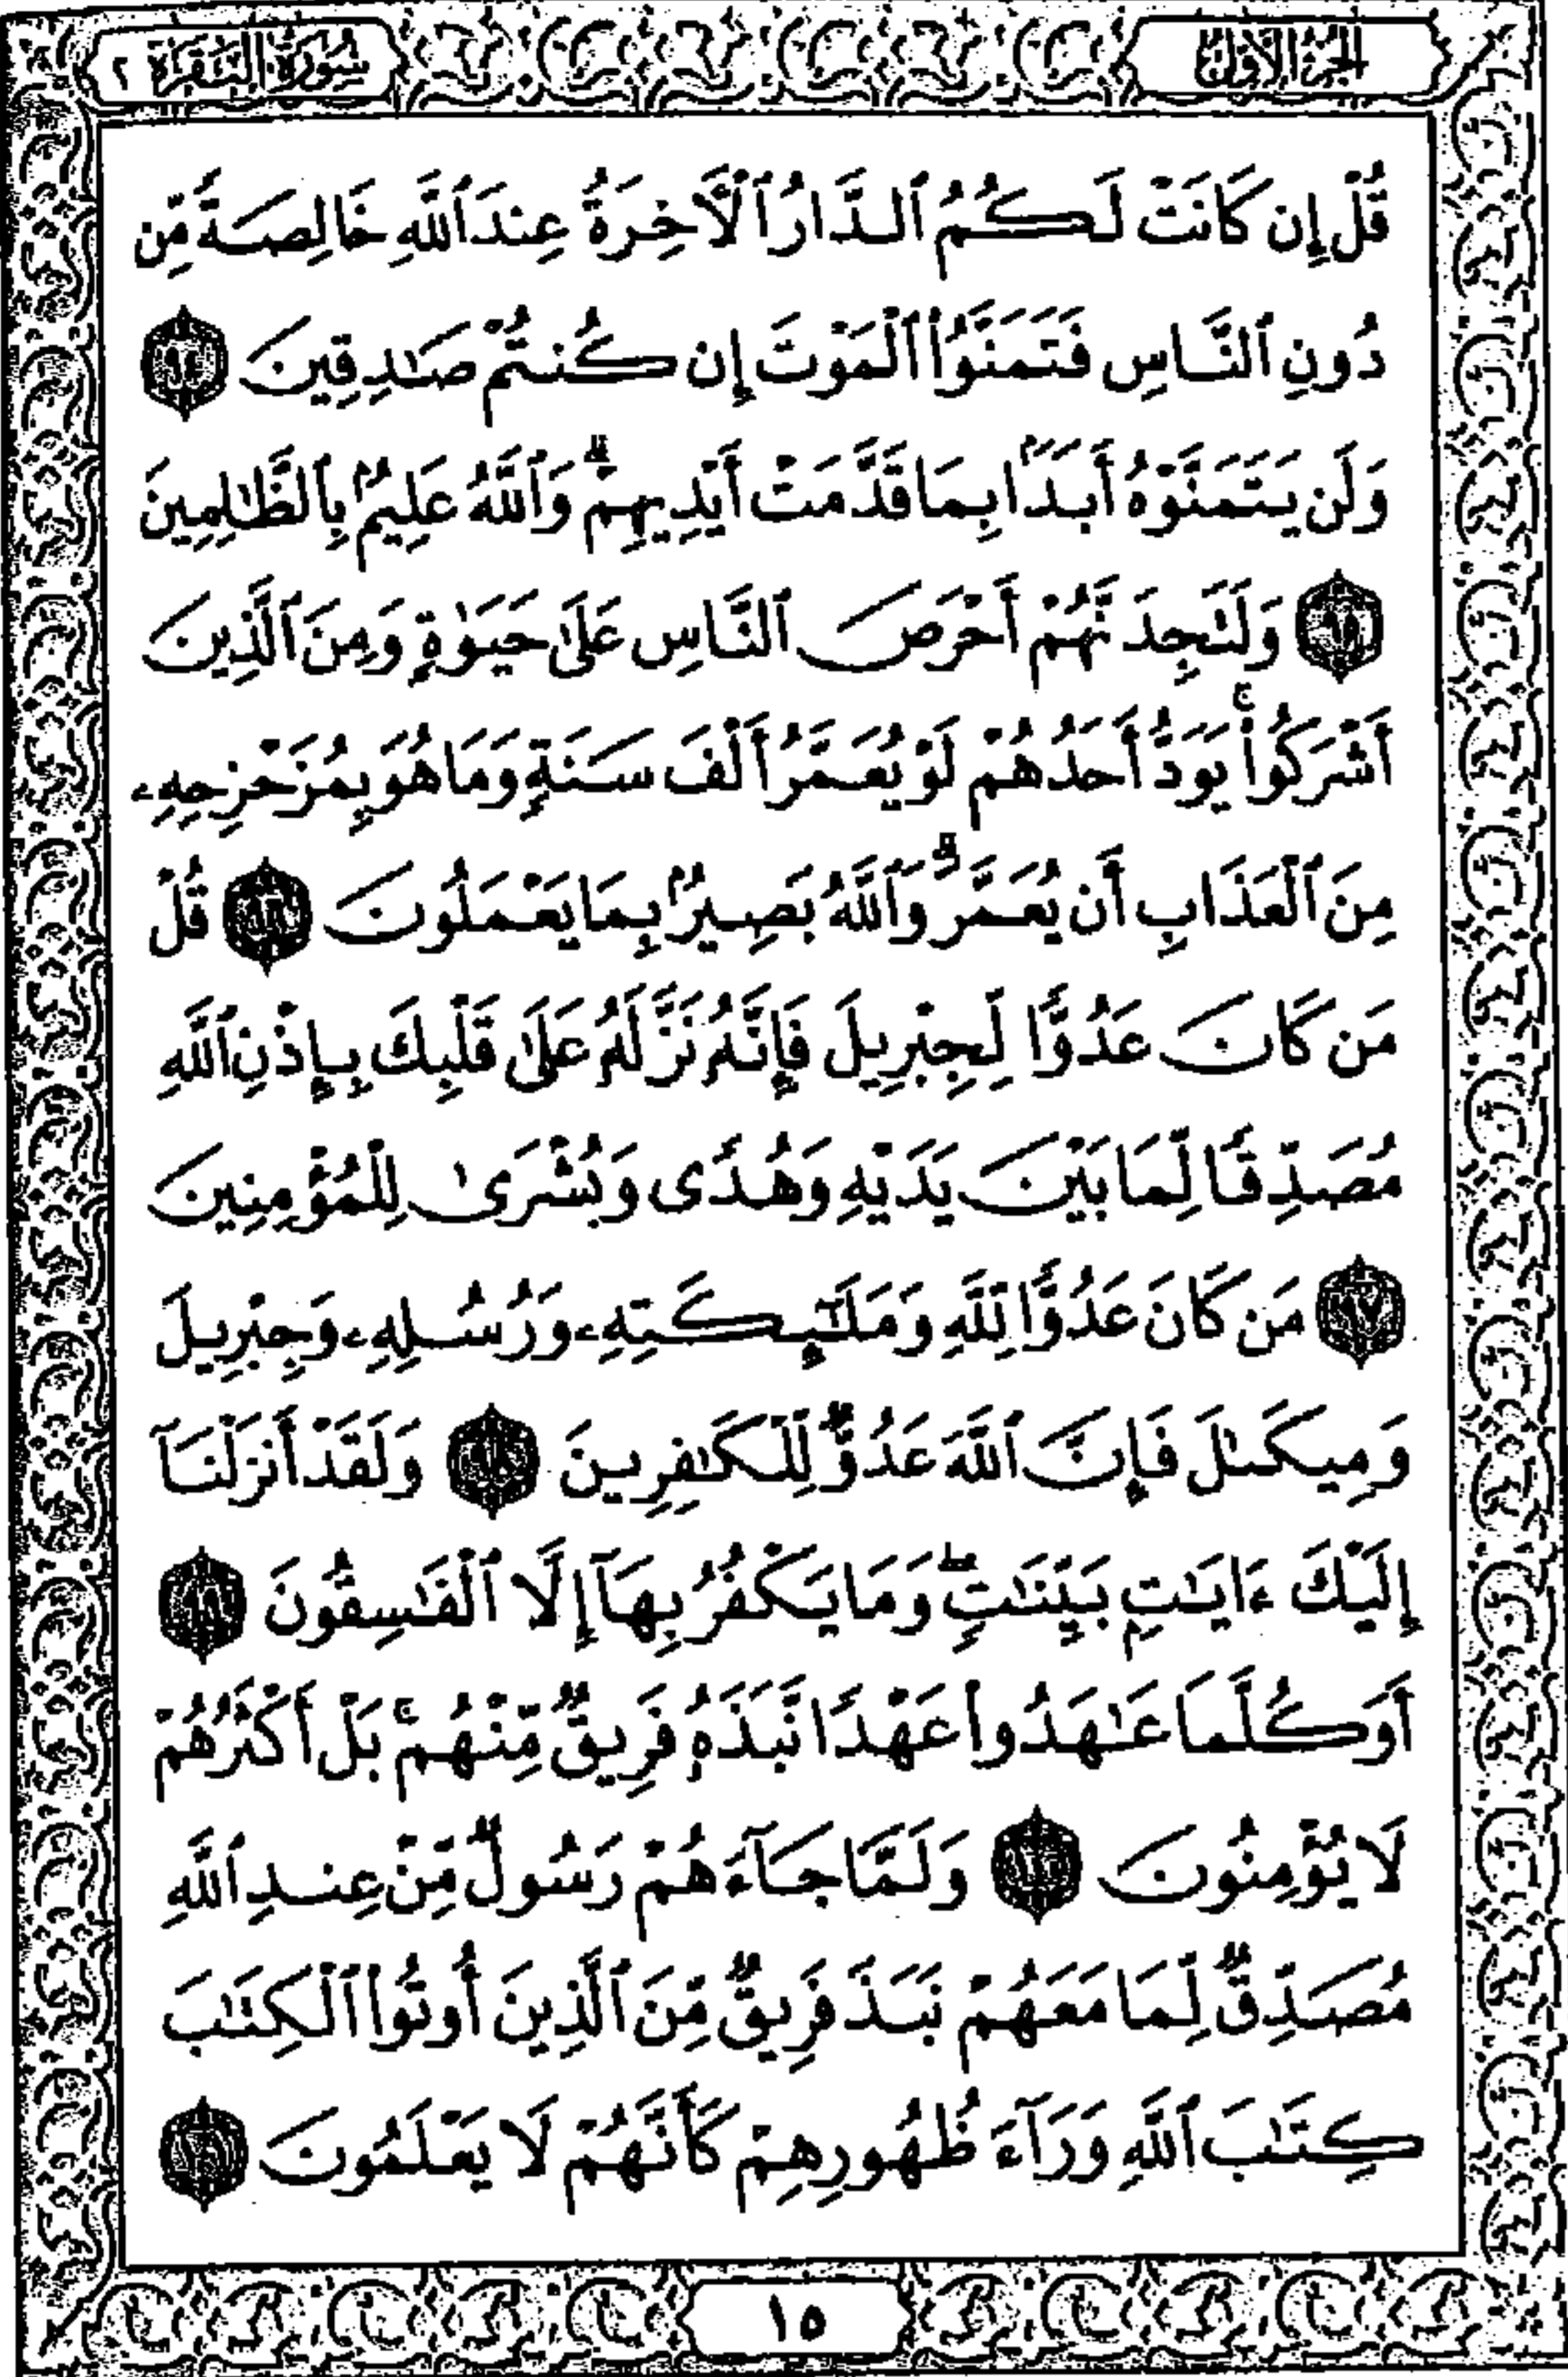 الجزء الأول
سورة البقرة ٢
قُلْ إِن كَانَتْ لَكُمُ ٱلدَّارُ ٱلْأَخِرَةُ عِندَ ٱللَّهِ خَالِصَةً مِّن
دُونِ ٱلنَّاسِ فَتَمَنَّوُا۟ ٱلْمَوْتَ إِن كُنتُمْ صَـٰدِقِينَ ٩٤
وَلَن يَتَمَنَّوْهُ أَبَدَۢا بِمَا قَدَّمَتْ أَيْدِيهِمْ ۗ وَٱللَّهُ عَلِيمُۢ بِٱلظَّـٰلِمِينَ
٩٥ وَلَتَجِدَنَّهُمْ أَحْرَصَ ٱلنَّاسِ عَلَىٰ حَيَوٰةٍ وَمِنَ ٱلَّذِينَ
أَشْرَكُوا۟ ۚ يَوَدُّ أَحَدُهُمْ لَوْ يُعَمَّرُ أَلْفَ سَنَةٍ وَمَا هُوَ بِمُزَحْزِحِهِۦ
مِنَ ٱلْعَذَابِ أَن يُعَمَّرَ ۗ وَٱللَّهُ بَصِيرُۢ بِمَا يَعْمَلُونَ ٩٦ قُلْ
مَن كَانَ عَدُوًّا لِّجِبْرِيلَ فَإِنَّهُۥ نَزَّلَهُۥ عَلَىٰ قَلْبِكَ بِإِذْنِ ٱللَّهِ
مُصَدِّقًا لِّمَا بَيْنَ يَدَيْهِ وَهُدًى وَبُشْرَىٰ لِلْمُؤْمِنِينَ
٩٧ مَن كَانَ عَدُوًّا لِّلَّهِ وَمَلَـٰٓئِكَتِهِۦ وَرُسُلِهِۦ وَجِبْرِيلَ
وَمِيكَىٰلَ فَإِنَّ ٱللَّهَ عَدُوٌّ لِّلْكَـٰفِرِينَ ٩٨ وَلَقَدْ أَنزَلْنَآ
إِلَيْكَ ءَايَـٰتٍۭ بَيِّنَـٰتٍ ۖ وَمَا يَكْفُرُ بِهَآ إِلَّا ٱلْفَـٰسِقُونَ ٩٩
أَوَكُلَّمَا عَـٰهَدُوا۟ عَهْدًا نَّبَذَهُۥ فَرِيقٌ مِّنْهُم ۚ بَلْ أَكْثَرُهُمْ
لَا يُؤْمِنُونَ ١٠٠ وَلَمَّا جَآءَهُمْ رَسُولٌ مِّنْ عِندِ ٱللَّهِ
مُصَدِّقٌ لِّمَا مَعَهُمْ نَبَذَ فَرِيقٌ مِّنَ ٱلَّذِينَ أُوتُوا۟ ٱلْكِتَـٰبَ
كِتَـٰبَ ٱللَّهِ وَرَآءَ ظُهُورِهِمْ كَأَنَّهُمْ لَا يَعْلَمُونَ ١٠١
١٥